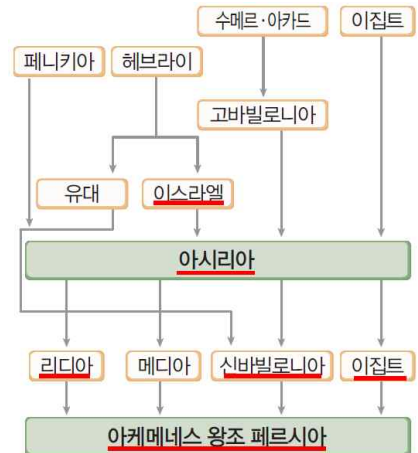 수메르·아카드 이집트
페니키아 헤브라이
고바빌로니아
유대 이스라엘
아시리아
리디아 메디아 신바빌로니아 이집트
아케메네스 왕조 페르시아